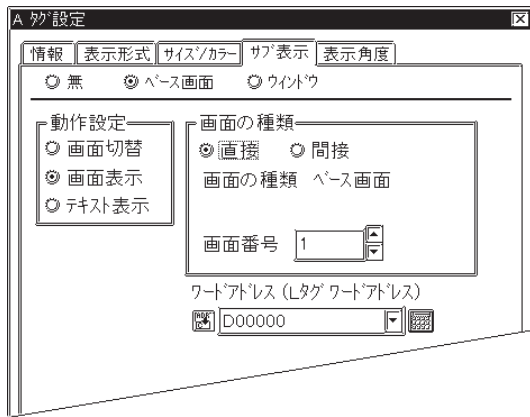 A ﾀｸﾞ設定
情報 表示形式 ｻｲｽﾞ/ｶﾗｰ ｻﾌﾞ表示 表示角度
無 ﾍﾞｰｽ画面 ｳｨﾝﾄﾞｳ
動作設定
画面切替
画面表示
ﾃｷｽﾄ表示
画面の種類
直接 間接
画面の種類 ﾍﾞｰｽ画面
画面番号 1
ﾜｰﾄﾞｱﾄﾞﾚｽ (Lﾀｸﾞ ﾜｰﾄﾞｱﾄﾞﾚｽ)
D00000